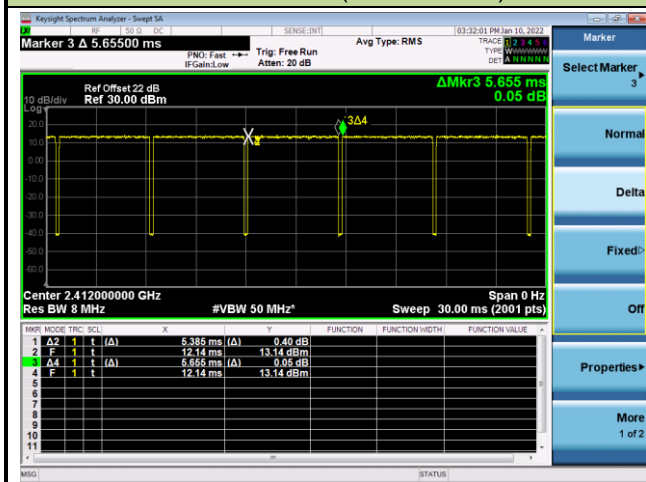 Keysight Spectrum Analyzer - Swept SA
RF 50 Ω DC SENSE:INT 03:32:01 PM Jan 10, 2022
Marker 3 Δ 5.65500 ms
PNO: Fast
IFGain:Low
Trig: Free Run
Atten: 20 dB
Avg Type: RMS
TRACE 1 2 3 4 5 6
TYPE WWWWWW
DET A N N N N N
Ref Offset 22 dB
10 dB/div Ref 30.00 dBm
Log
ΔMkr3 5.655 ms
0.05 dB
20.0
10.0
0.00
-10.0
-20.0
-30.0
-40.0
-50.0
-60.0
3Δ4
Center 2.412000000 GHz Span 0 Hz
Res BW 8 MHz #VBW 50 MHz* Sweep 30.00 ms (2001 pts)
MKR MODE TRC SCL X Y FUNCTION FUNCTION WIDTH FUNCTION VALUE
1 Δ2 1 t (Δ) 5.385 ms (Δ) 0.40 dB
2 F 1 t 12.14 ms 13.14 dBm
3 Δ4 1 t (Δ) 5.655 ms (Δ) 0.05 dB
4 F 1 t 12.14 ms 13.14 dBm
5
6
7
8
9
10
11
MSG STATUS
Marker
Select Marker
3
Normal
Delta
Fixed
Off
Properties
More
1 of 2